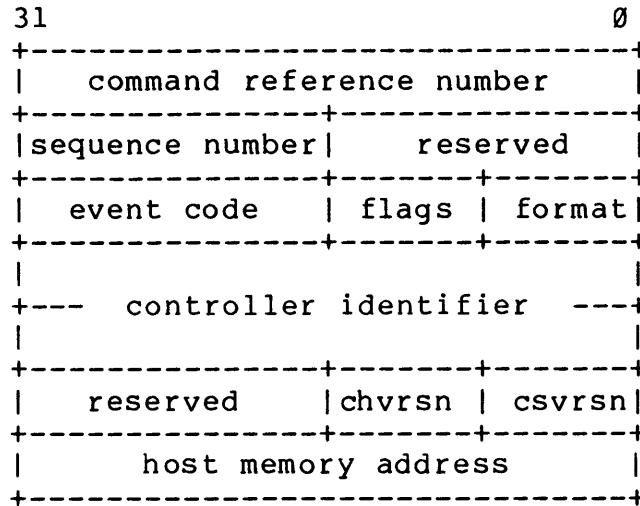 31 Ø
command reference number
sequence number| reserved
event code | flags | format
controller identifier
reserved |chvrsn | csvrsn
host memory address